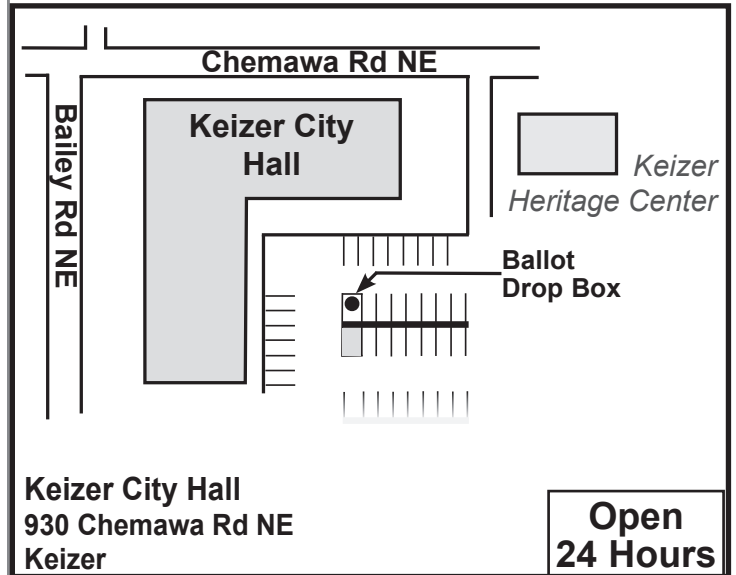 Chemawa Rd NE
Bailey Rd NE
Keizer City
Hall
Keizer
Heritage Center
Ballot
Drop Box
Keizer City Hall
930 Chemawa Rd NE
Keizer
Open
24 Hours